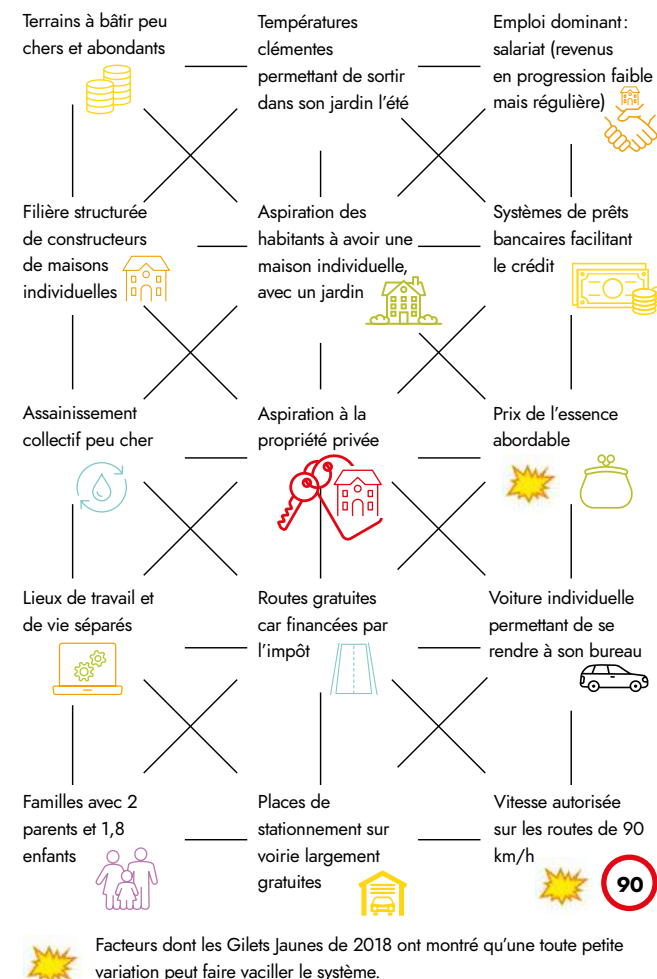 Terrains à bâtir peu
chers et abondants
Températures
clémentes
permettant de sortir
dans son jardin l'été
Emploi dominant :
salariat (revenus
en progression faible
mais régulière)
Filière structurée
de constructeurs
de maisons
individuelles
Aspiration des
habitants à avoir une
maison individuelle,
avec un jardin
Systèmes de prêts
bancaires facilitant
le crédit
Assainissement
collectif peu cher
Aspiration à la
propriété privée
Prix de l'essence
abordable
Lieux de travail et
de vie séparés
Routes gratuites
car financées par
l'impôt
Voiture individuelle
permettant de se
rendre à son bureau
Familles avec 2
parents et 1,8
enfants
Places de
stationnement sur
voirie largement
gratuites
Vitesse autorisée
sur les routes de 90
km/h
90
Facteurs dont les Gilets Jaunes de 2018 ont montré qu'une toute petite
variation peut faire vaciller le système.